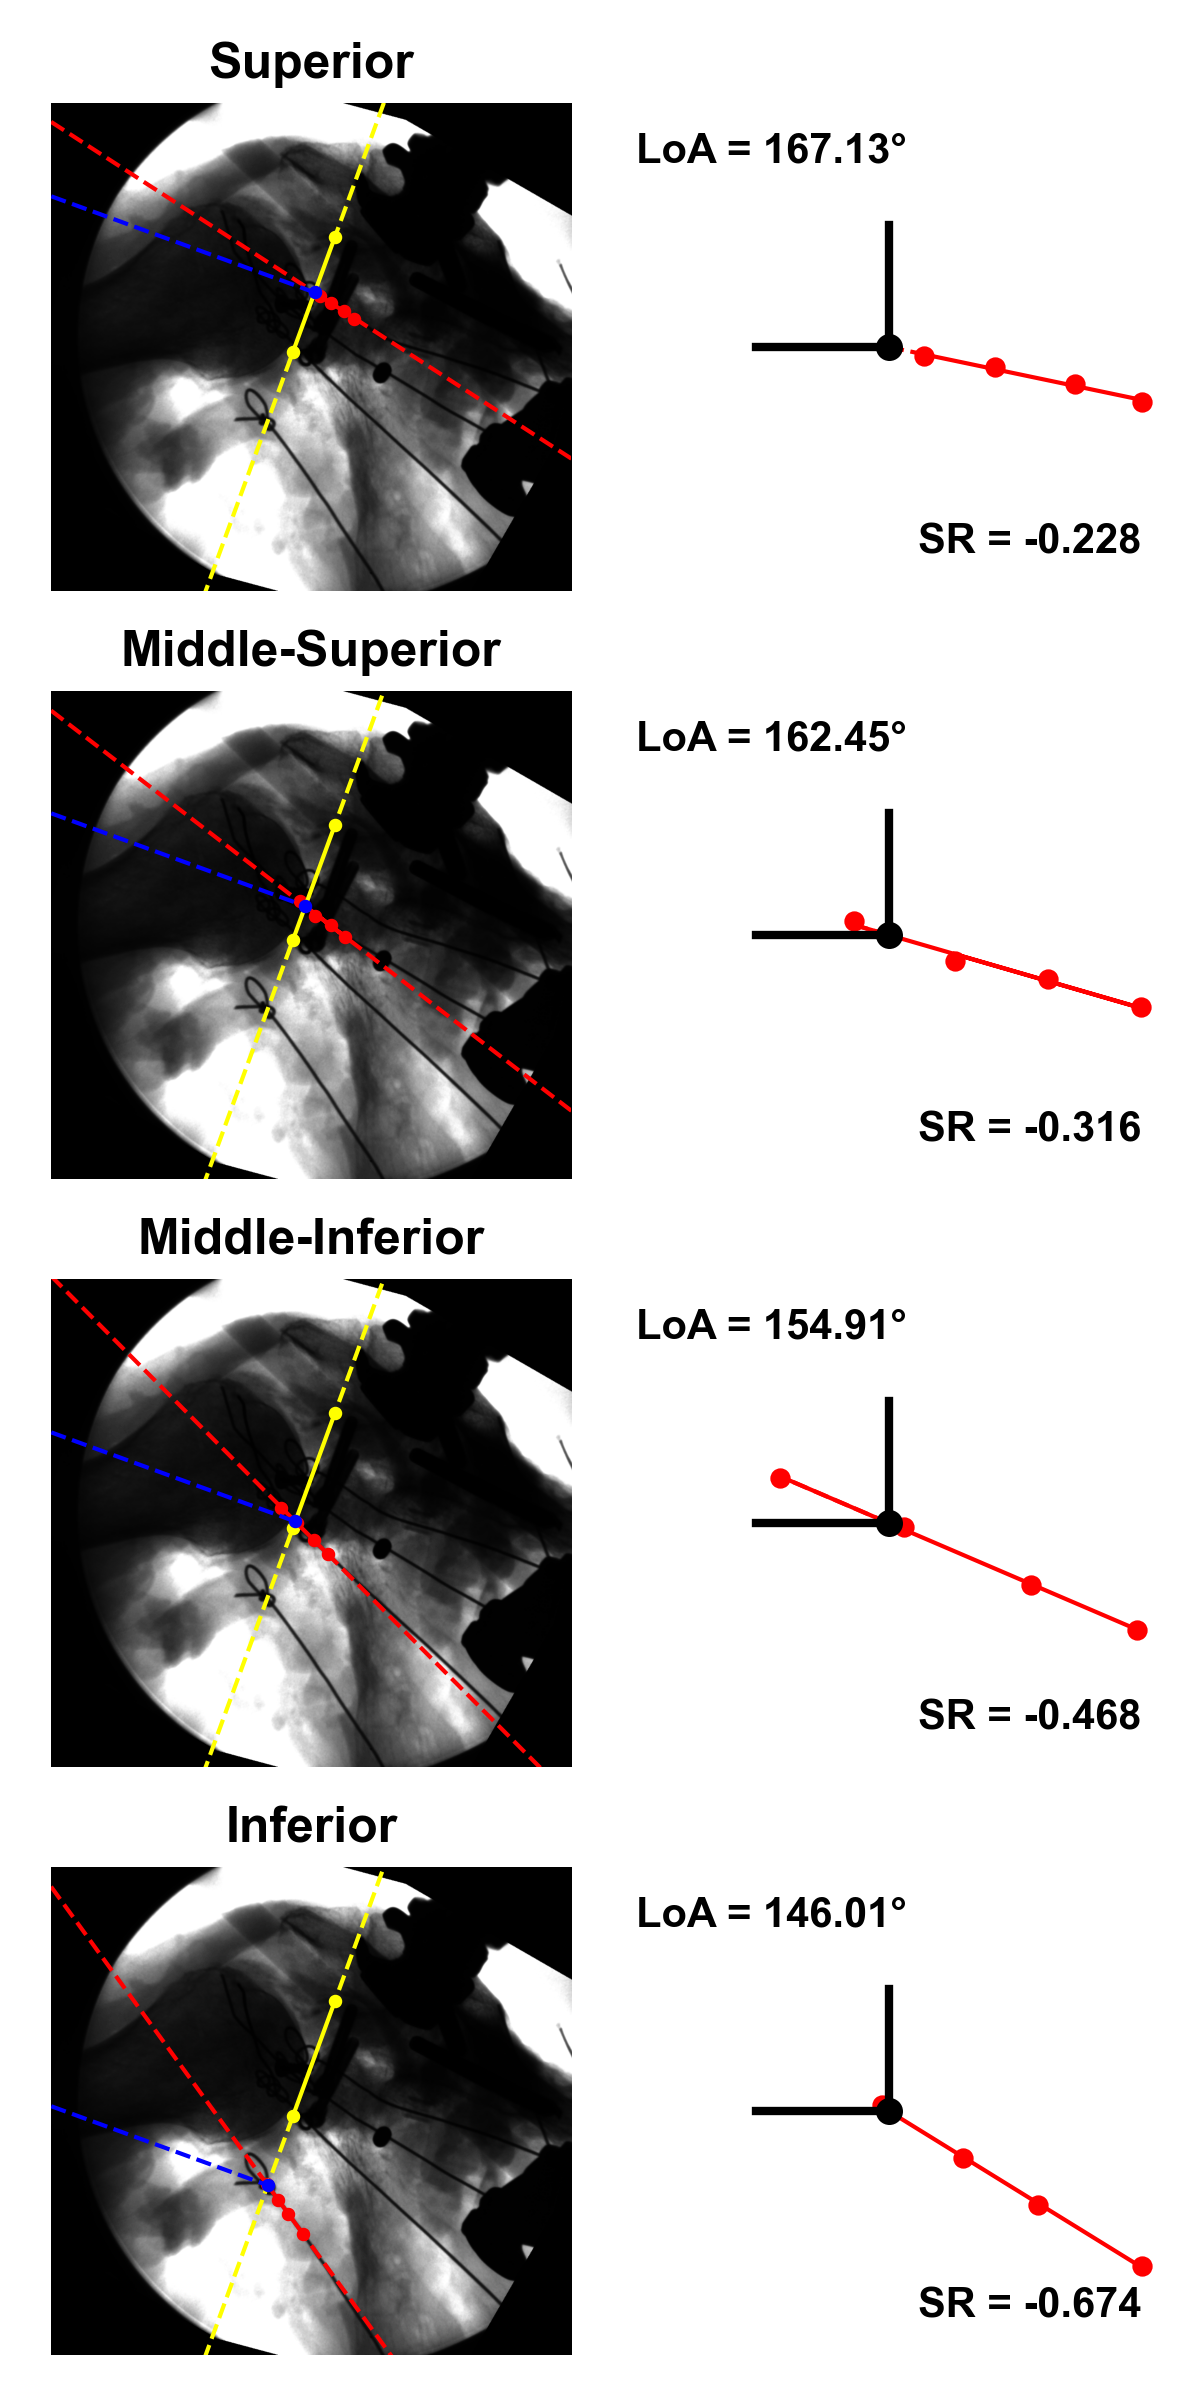 Superior
LoA = 167.13°
SR = -0.228
Middle-Superior
LoA = 162.45°
SR = -0.316
Middle-Inferior
LoA = 154.91°
SR = -0.468
Inferior
LoA = 146.01°
SR = -0.674